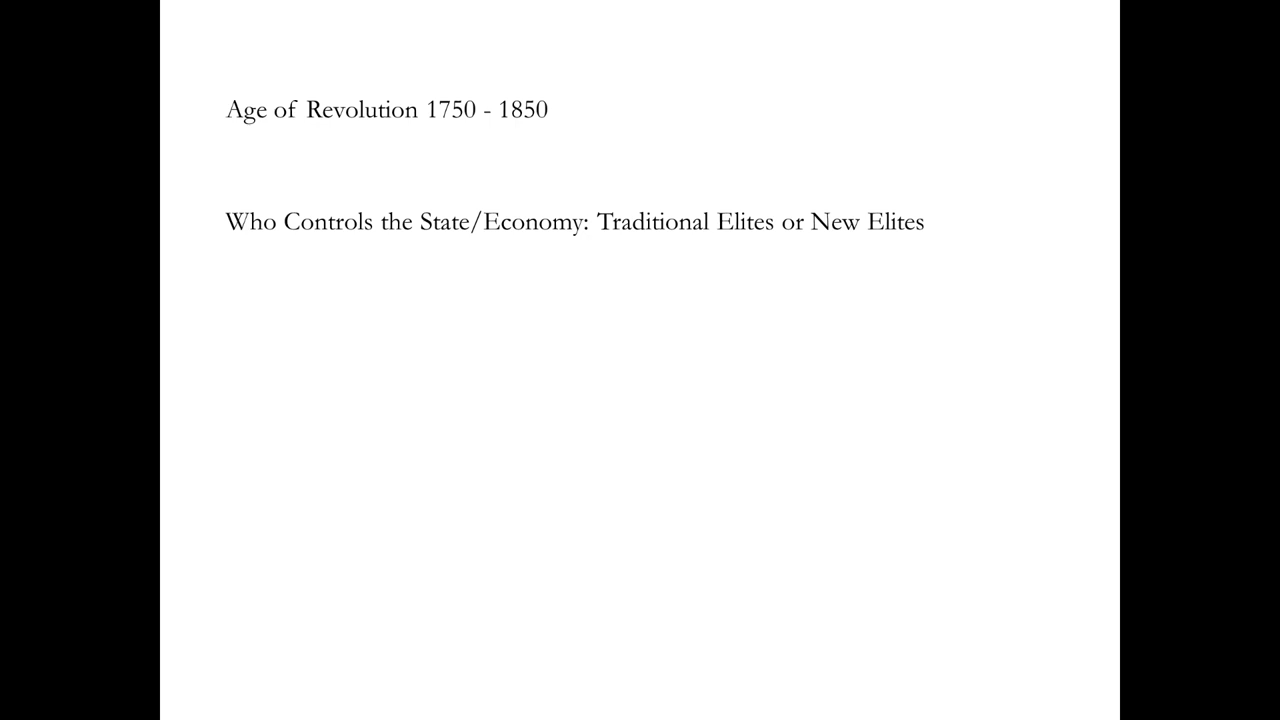 Age of Revolution 1750 - 1850
Who Controls the State/Economy: Traditional Elites or New Elites